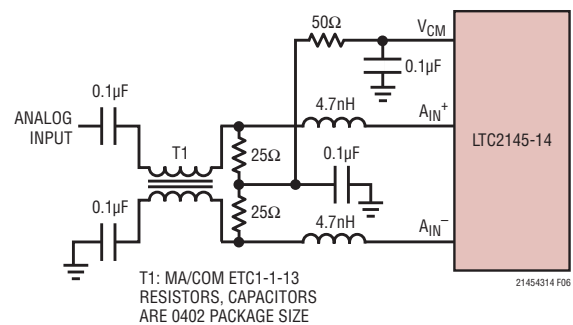 50Ω
VCM
0.1µF
0.1µF
4.7nH
AIN+
ANALOG
INPUT
LTC2145-14
T1
25Ω
0.1µF
0.1µF
25Ω
4.7nH
AIN–
T1: MA/COM ETC1-1-13
RESISTORS, CAPACITORS
ARE 0402 PACKAGE SIZE
21454314 F06